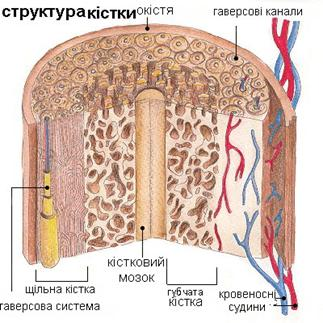 структура кістки
окістя
гаверсові канали
кістковий
мозок
щільна кістка
гаверсова система
губчата
кістка
кровеносні
судини